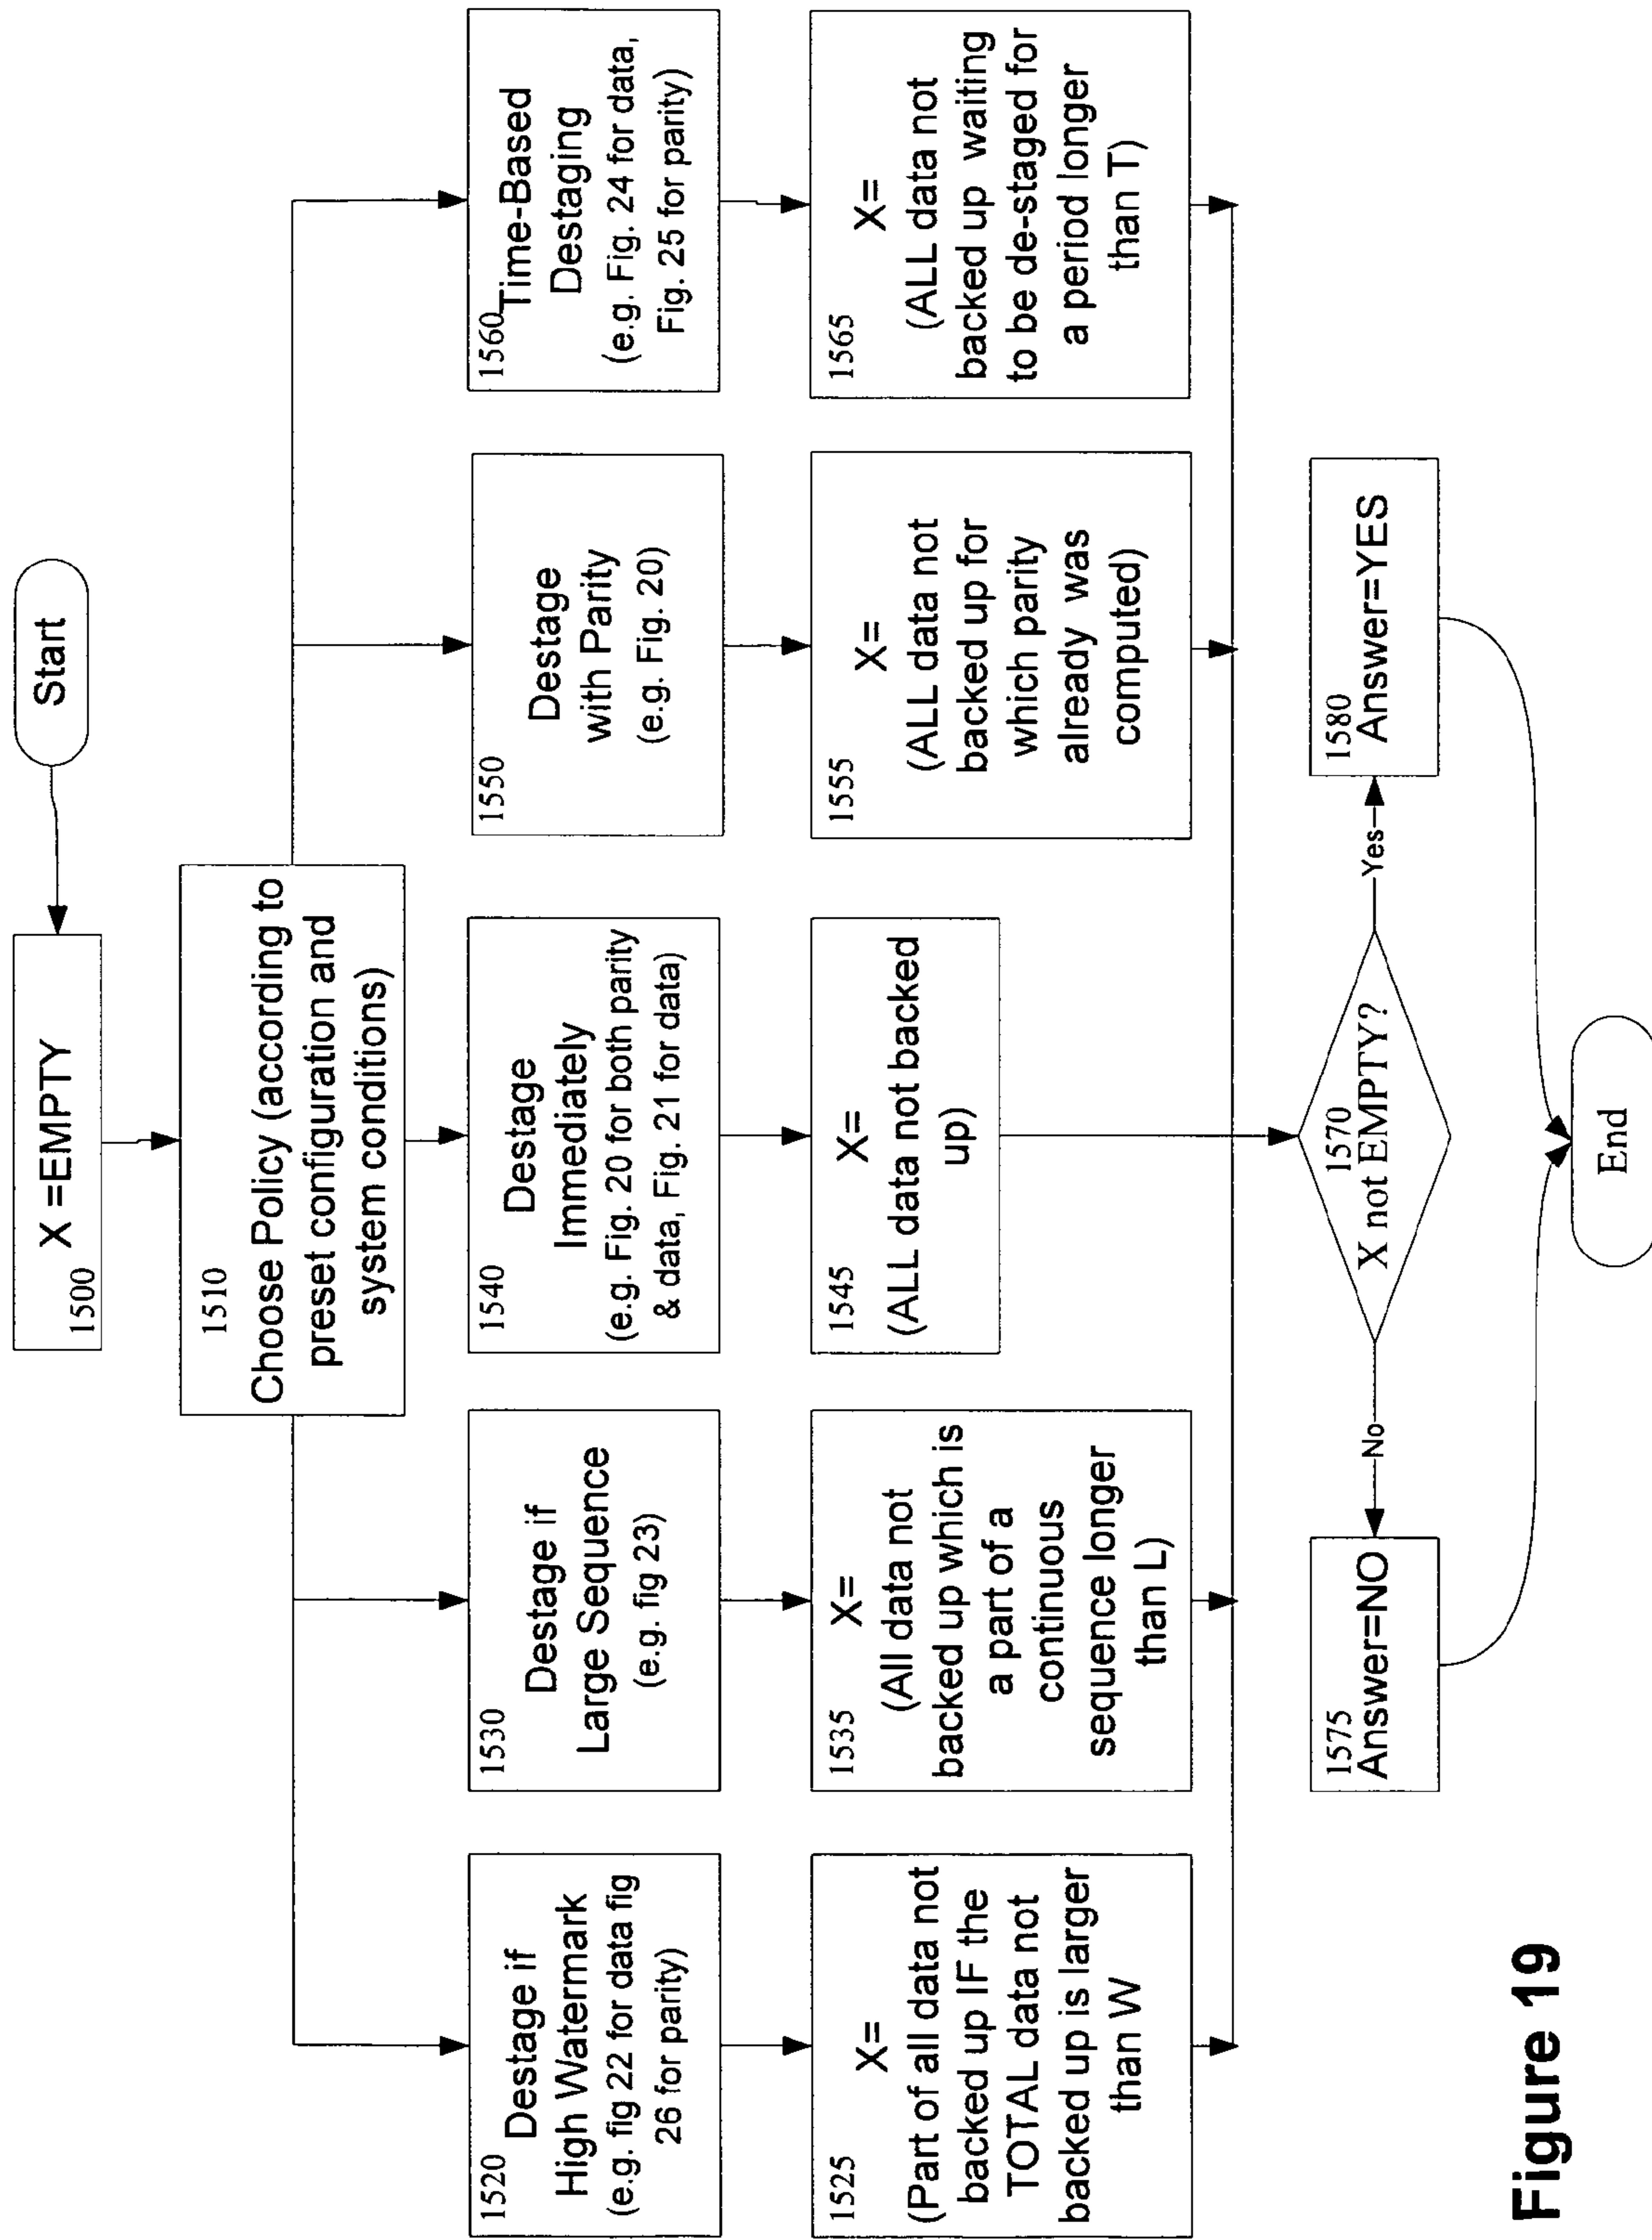 Start
X =EMPTY
1500
1510
Choose Policy (according to
preset configuration and
system conditions)
1520
Destage if
High Watermark
(e.g. fig 22 for data fig
26 for parity)
1530
Destage if
Large Sequence
(e.g. fig 23)
1540
Destage
Immediately
(e.g. Fig. 20 for both parity
& data, Fig. 21 for data)
1550
Destage
with Parity
(e.g. Fig. 20)
1560
Time-Based
Destaging
(e.g. Fig. 24 for data,
Fig. 25 for parity)
1525
X=
(Part of all data not
backed up IF the
TOTAL data not
backed up is larger
than W
1535
X=
(All data not
backed up which is
a part of a
continuous
sequence longer
than L)
1545
X=
(ALL data not backed
up)
1555
X=
(ALL data not
backed up for
which parity
already was
computed)
1565
X=
(ALL data not
backed up waiting
to be de-staged for
a period longer
than T)
1570
X not EMPTY?
No
Yes
1575
Answer=NO
1580
Answer=YES
End
Figure 19